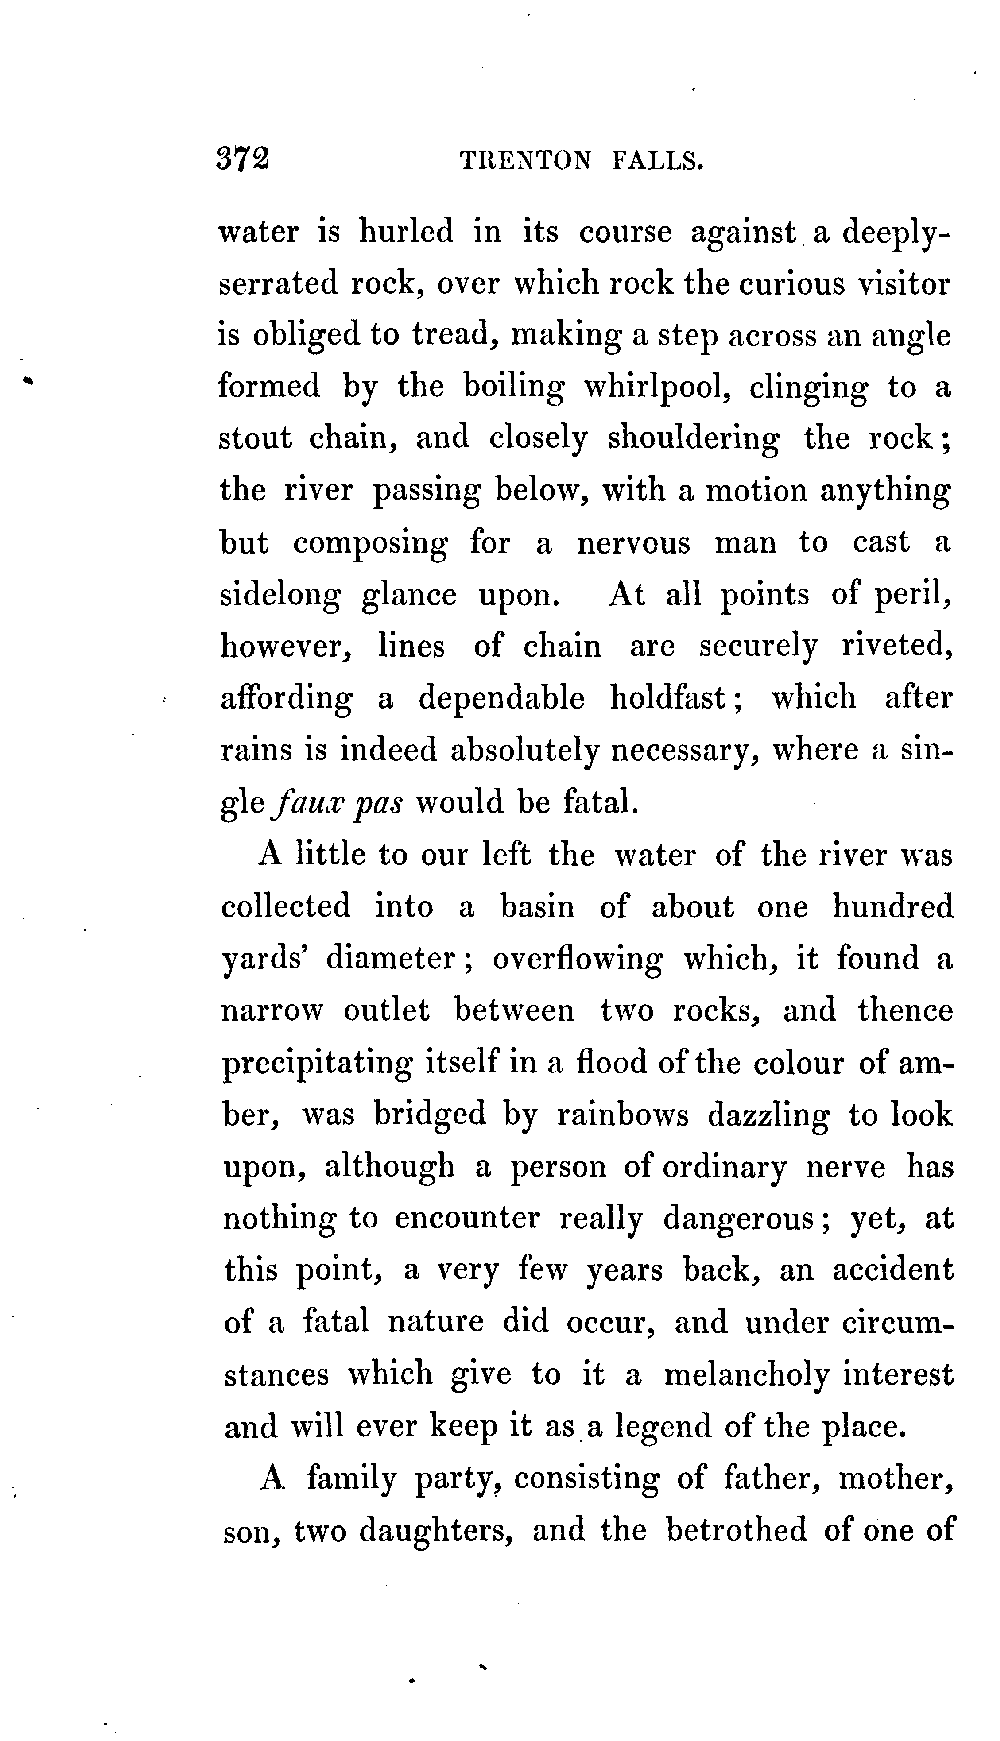 372 TRENTON FALLS.
water is hurled in its course against a deeply-
serrated rock, over which rock the curious visitor
is obliged to tread, making a step across an angle
formed by the boiling whirlpool, clinging to a
stout chain, and closely shouldering the rock;
the river passing below, with a motion anything
but composing for a nervous man to cast a
sidelong glance upon. At all points of peril,
however, lines of chain are securely riveted,
affording a dependable holdfast; which after
rains is indeed absolutely necessary, where a sin-
gle faux pas would be fatal.
A little to our left the water of the river was
collected into a basin of about one hundred
yards' diameter; overflowing which, it found a
narrow outlet between two rocks, and thence
precipitating itself in a flood of the colour of am-
ber, was bridged by rainbows dazzling to look
upon, although a person of ordinary nerve has
nothing to encounter really dangerous; yet, at
this point, a very few years back, an accident
of a fatal nature did occur, and under circum-
stances which give to it a melancholy interest
and will ever keep it as a legend of the place.
A family party, consisting of father, mother,
son, two daughters, and the betrothed of one of